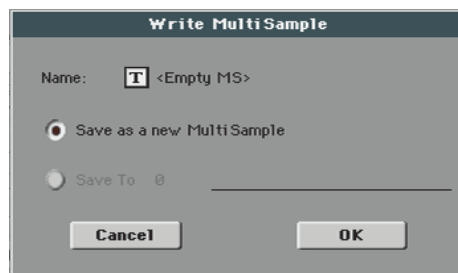 Write MultiSample
Name: T <Empty MS>
Save as a new MultiSample
Save To 0
Cancel OK